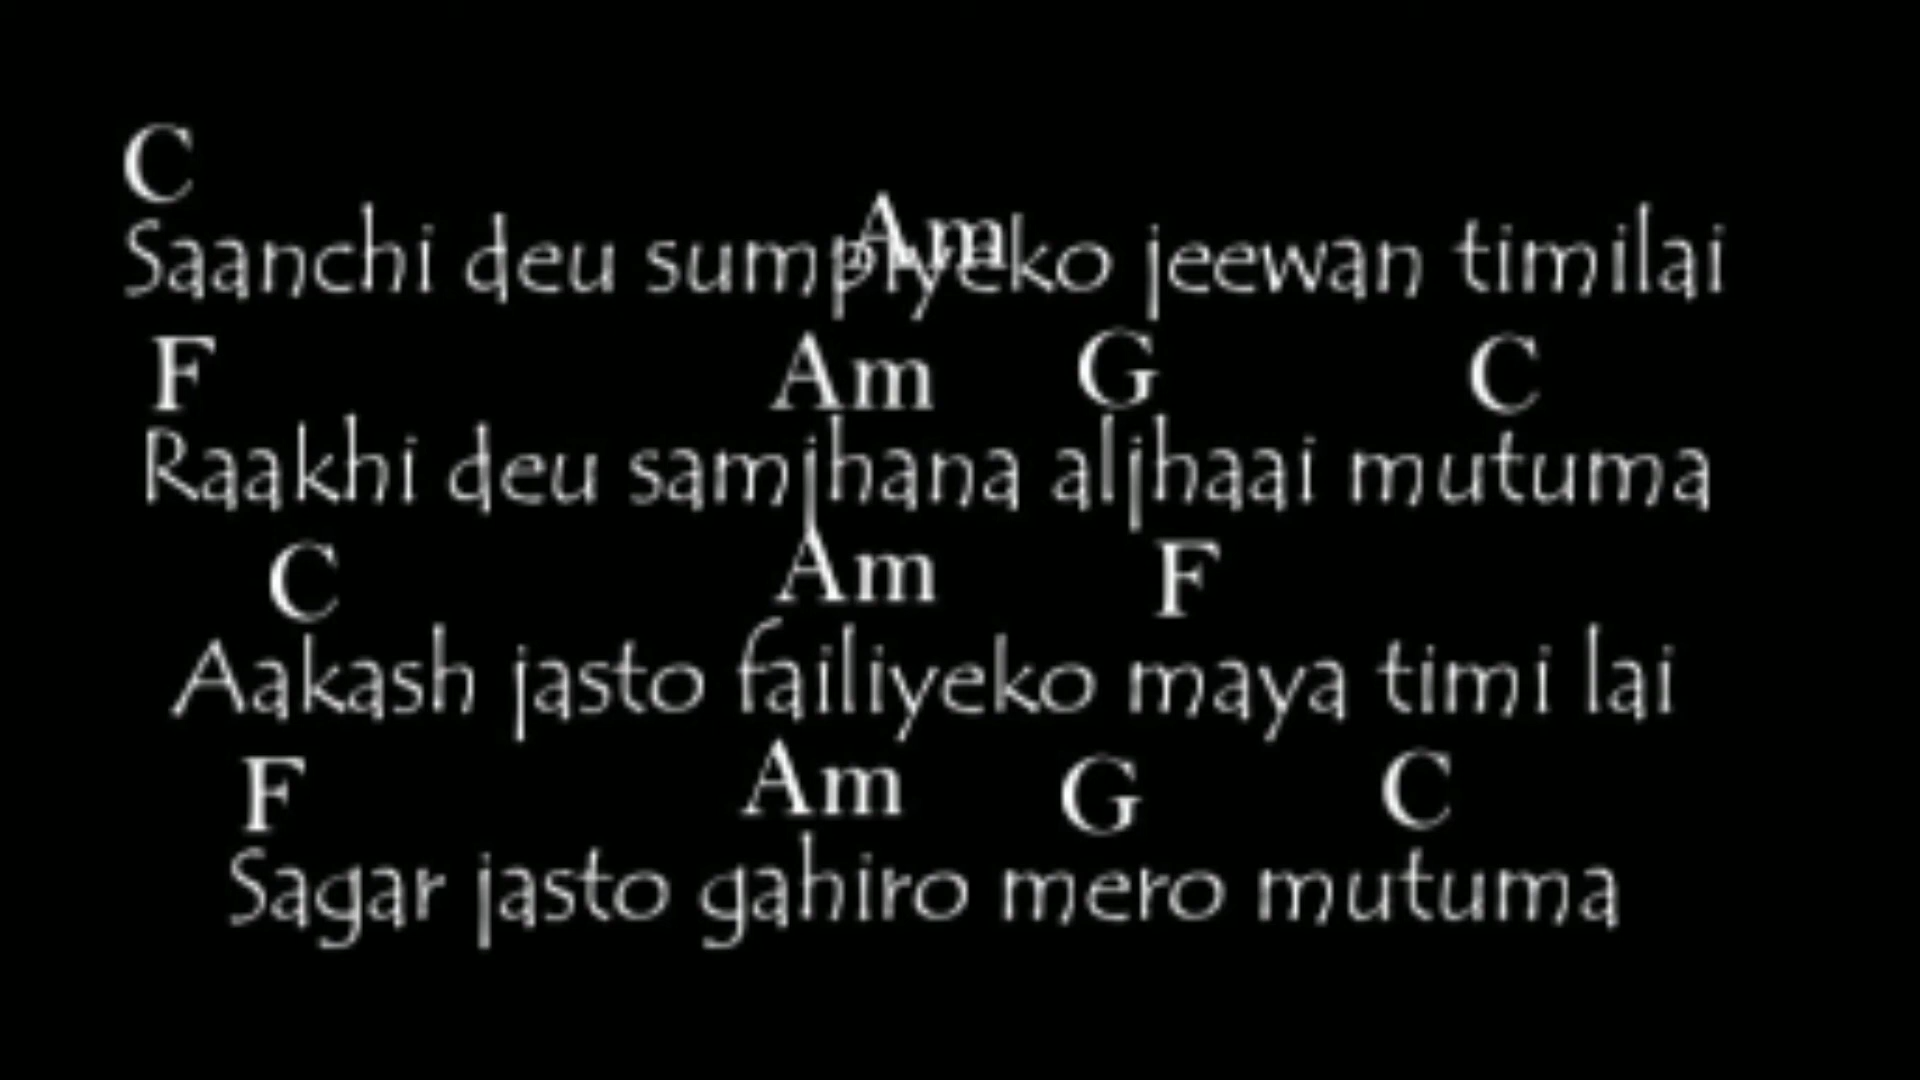 C
Am
Saanchi deu sumpiyeko jeewan timilai
F Am G C
Raakhi deu samjhana aljhaai mutuma
C Am F
Aakash jasto failiyeko maya timi lai
F Am G C
Sagar jasto gahiro mero mutuma